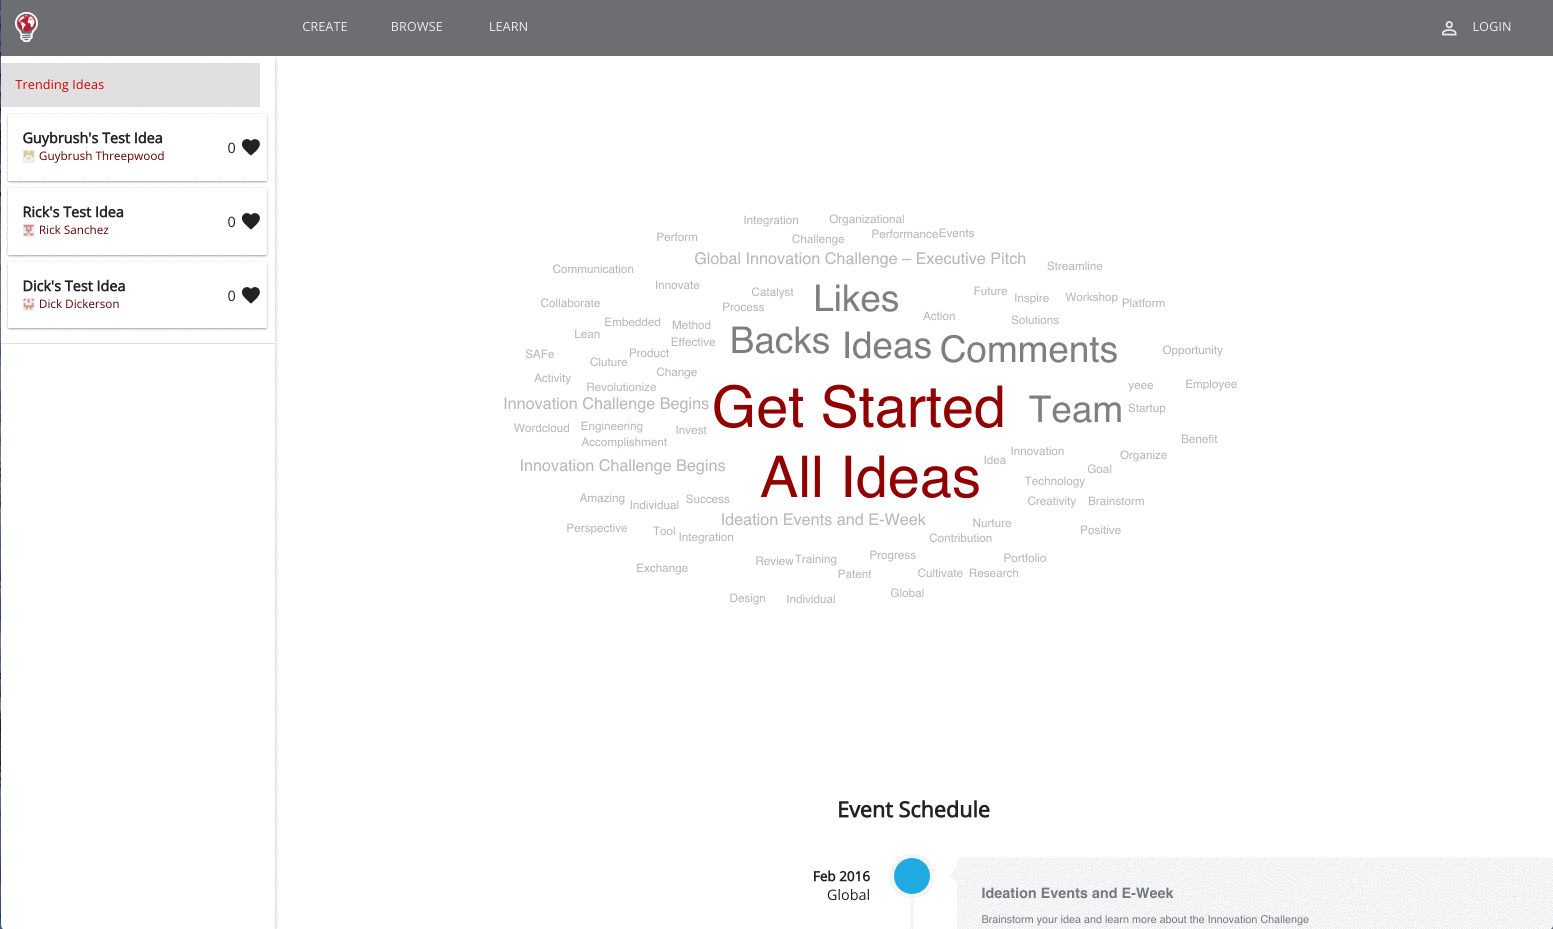 CREATE BROWSE LEARN LOGIN
Trending Ideas
Guybrush's Test Idea
Guybrush Threepwood
0
Rick's Test Idea
Rick Sanchez
0
Dick's Test Idea
Dick Dickerson
0
Integration Organizational
Perform Challenge Performance Events
Global Innovation Challenge – Executive Pitch
Communication Streamline
Innovate Catalyst Likes Future Inspire Workshop Platform
Collaborate Process Action
Embedded Method Solutions
Lean Effective Backs Ideas Comments
SAFe Cluture Product Opportunity
Activity Change
Revolutionize yeee Employee
Innovation Challenge Begins Get Started Team Startup
Wordcloud Engineering Invest
Accomplishment Benefit
Innovation Challenge Begins All Ideas Idea Innovation Organize
Goal
Technology
Amazing Individual Success Creativity Brainstorm
Ideation Events and E-Week
Perspective Tool Integration Nurture Positive
Contribution
Exchange Review Training Progress Portfolio
Patent Cultivate Research
Design Individual Global
Event Schedule
Feb 2016
Global
Ideation Events and E-Week
Brainstorm your idea and learn more about the Innovation Challenge